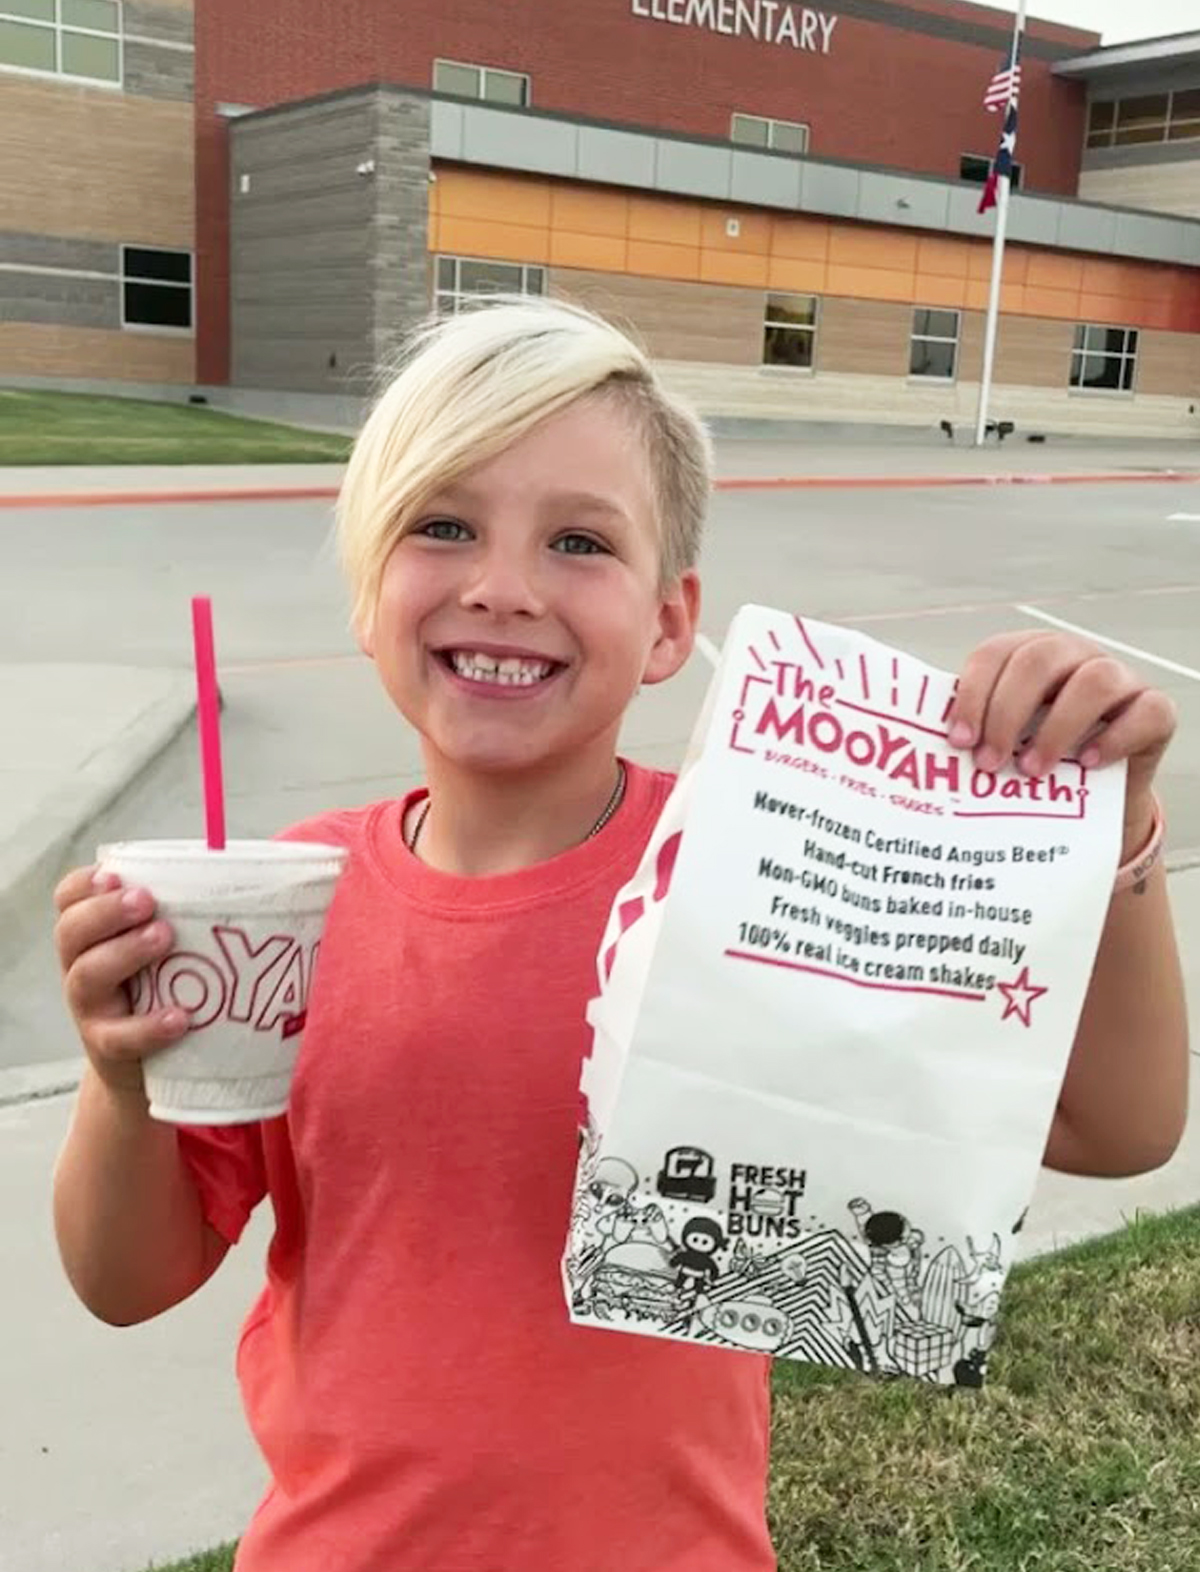 ELEMENTARY
The
MOOYAH Oath
BURGERS • FRIES • SHAKES ™
Never-frozen Certified Angus Beef®
Hand-cut French fries
Non-GMO buns baked in-house
Fresh veggies prepped daily
100% real ice cream shakes
OOYA
FRESH
HOT
BUNS